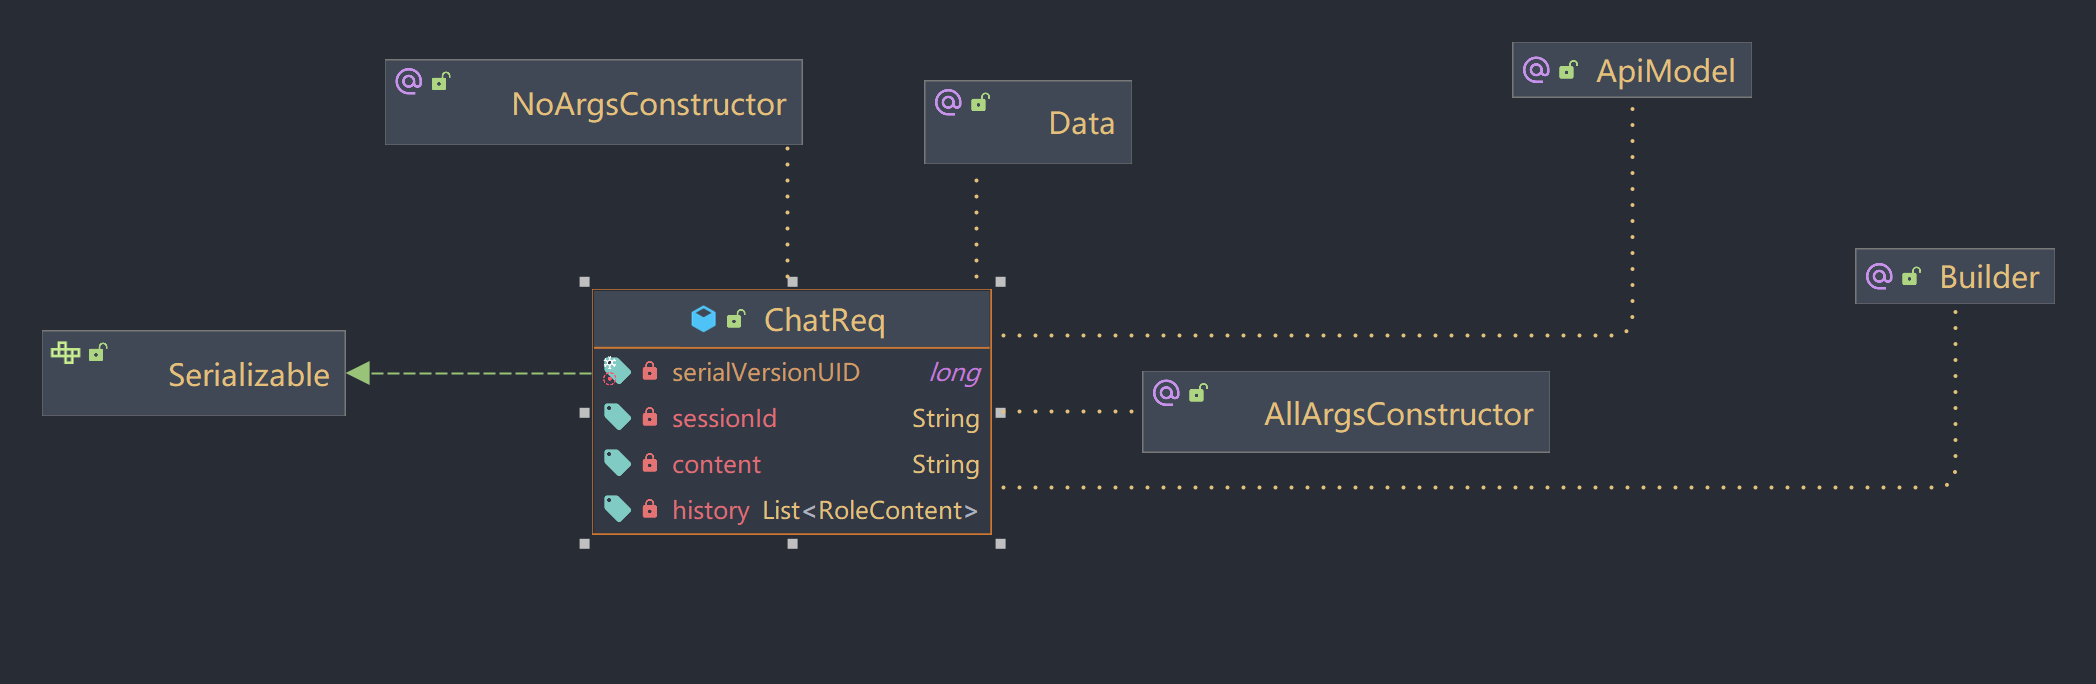 NoArgsConstructor
Data
ApiModel
Builder
Serializable
ChatReq
serialVersionUID long
sessionId String
content String
history List<RoleContent>
AllArgsConstructor